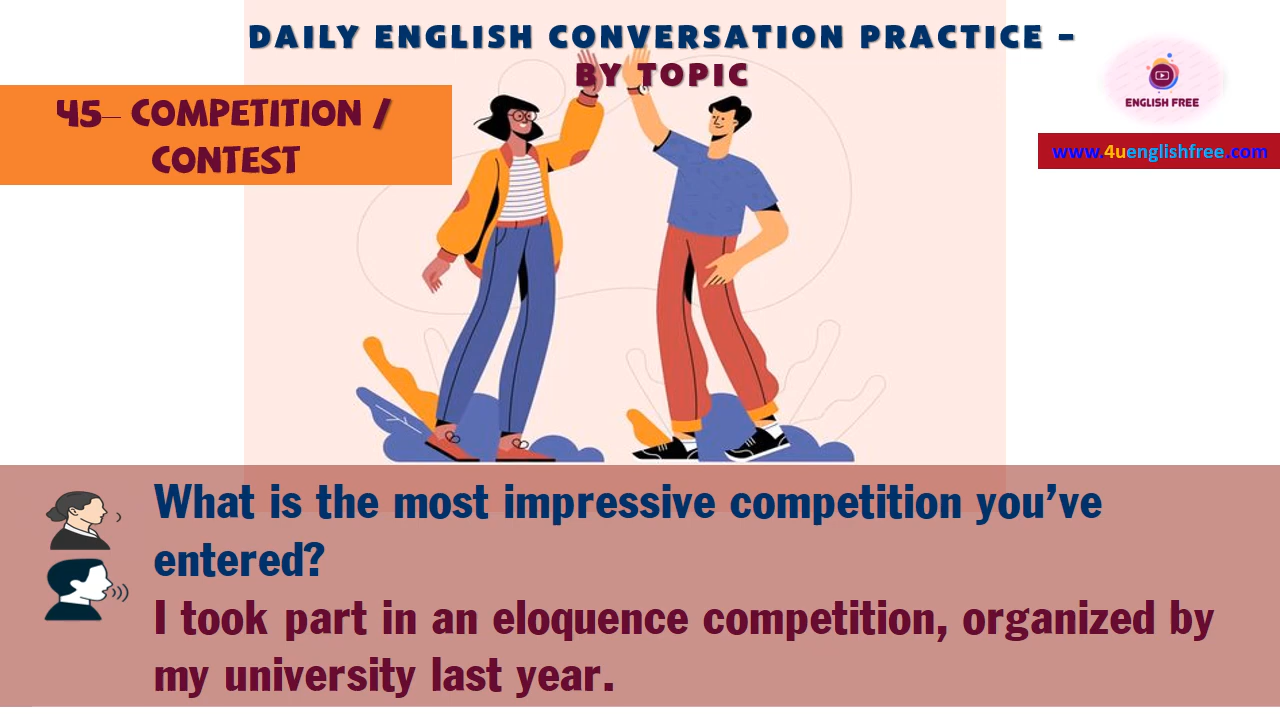 DAILY ENGLISH CONVERSATION PRACTICE –
BY TOPIC
45– COMPETITION /
CONTEST
ENGLISH FREE
www.4uenglishfree.com
What is the most impressive competition you’ve
entered?
I took part in an eloquence competition, organized by
my university last year.